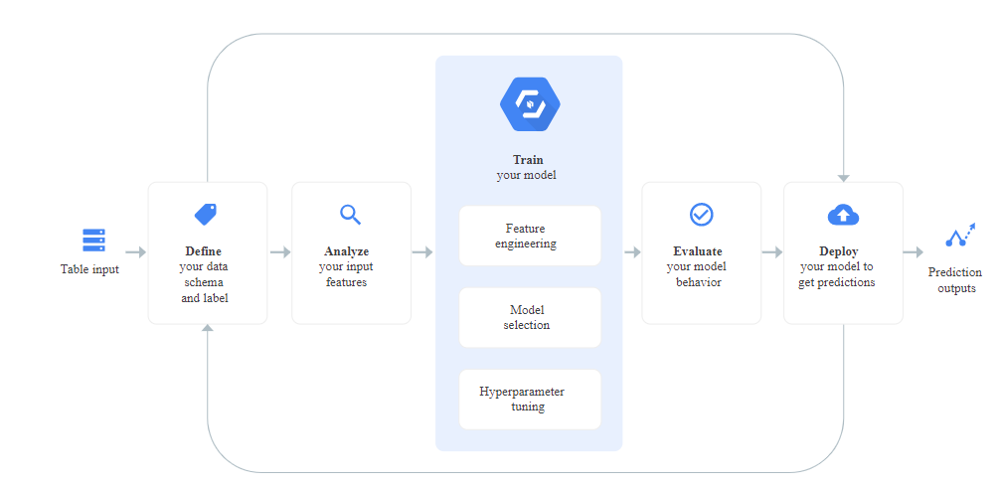 Table input
Define
your data
schema
and label
Analyze
your input
features
Train
your model
Feature
engineering
Model
selection
Hyperparameter
tuning
Evaluate
your model
behavior
Deploy
your model to
get predictions
Prediction
outputs